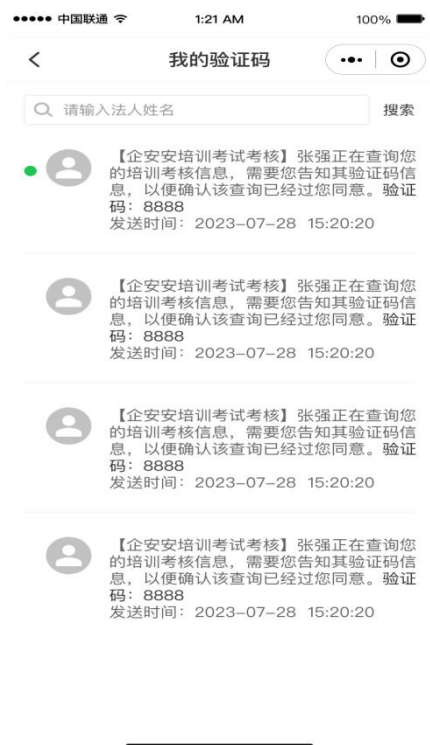 中国联通 1:21 AM 100%
我的验证码
请输入法人姓名 搜索
【企安安培训考试考核】张强正在查询您
的培训考核信息，需要您告知其验证码信
息，以便确认该查询已经过您同意。验证
码：8888
发送时间：2023-07-28 15:20:20
【企安安培训考试考核】张强正在查询您
的培训考核信息，需要您告知其验证码信
息，以便确认该查询已经过您同意。验证
码：8888
发送时间：2023-07-28 15:20:20
【企安安培训考试考核】张强正在查询您
的培训考核信息，需要您告知其验证码信
息，以便确认该查询已经过您同意。验证
码：8888
发送时间：2023-07-28 15:20:20
【企安安培训考试考核】张强正在查询您
的培训考核信息，需要您告知其验证码信
息，以便确认该查询已经过您同意。验证
码：8888
发送时间：2023-07-28 15:20:20